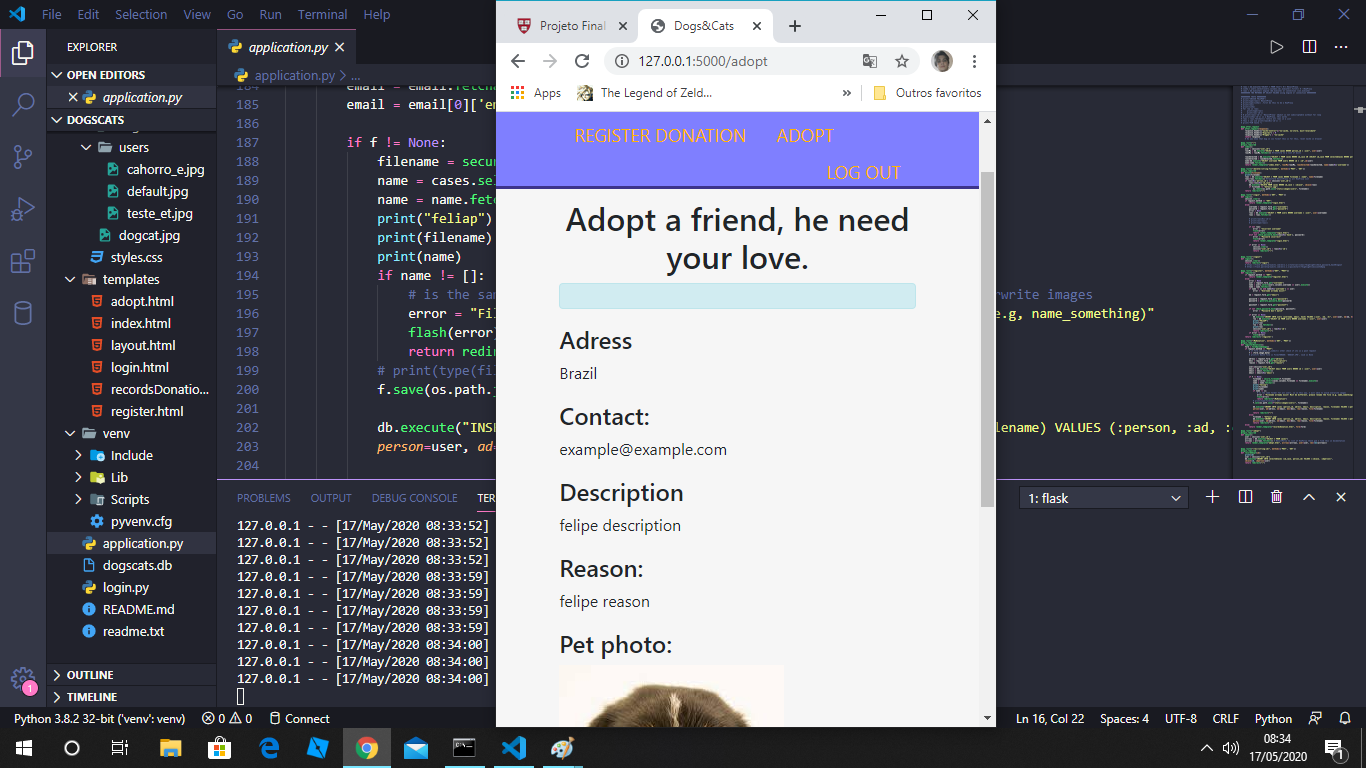 File Edit Selection View Go Run Terminal Help
EXPLORER
OPEN EDITORS
application.py
DOGSCATS
users
cahorro_e.jpg
default.jpg
teste_et.jpg
dogcat.jpg
styles.css
templates
adopt.html
index.html
layout.html
login.html
recordsDonatio...
register.html
venv
Include
Lib
Scripts
pyvenv.cfg
application.py
dogscats.db
login.py
README.md
readme.txt
OUTLINE
TIMELINE
application.py
application.py > ...
185 email = email[0]['e
186
187 if f != None:
188 filename = secur
189 name = cases.sel
190 name = name.fetc
191 print("feliap")
192 print(filename)
193 print(name)
194 if name != []:
195 # is the sam
rwrite images
196 error = "Fil
e.g, name_something)"
197 flash(error)
198 return redir
199 # print(type(fil
200 f.save(os.path.j
201
202 db.execute("INSE
lename) VALUES (:person, :ad, :
203 person=user, ad=
204
PROBLEMS OUTPUT DEBUG CONSOLE TER
1: flask
127.0.0.1 - - [17/May/2020 08:33:52]
127.0.0.1 - - [17/May/2020 08:33:52]
127.0.0.1 - - [17/May/2020 08:33:52]
127.0.0.1 - - [17/May/2020 08:33:59]
127.0.0.1 - - [17/May/2020 08:33:59]
127.0.0.1 - - [17/May/2020 08:33:59]
127.0.0.1 - - [17/May/2020 08:33:59]
127.0.0.1 - - [17/May/2020 08:34:00]
127.0.0.1 - - [17/May/2020 08:34:00]
127.0.0.1 - - [17/May/2020 08:34:00]
Projeto Final
Dogs&Cats
127.0.0.1:5000/adopt
Apps The Legend of Zeld... » Outros favoritos
REGISTER DONATION ADOPT
LOG OUT
Adopt a friend, he need
your love.
Adress
Brazil
Contact:
example@example.com
Description
felipe description
Reason:
felipe reason
Pet photo:
1
Python 3.8.2 32-bit ('venv': venv) 0 0 Connect
Ln 16, Col 22 Spaces: 4 UTF-8 CRLF Python
08:34
17/05/2020
1